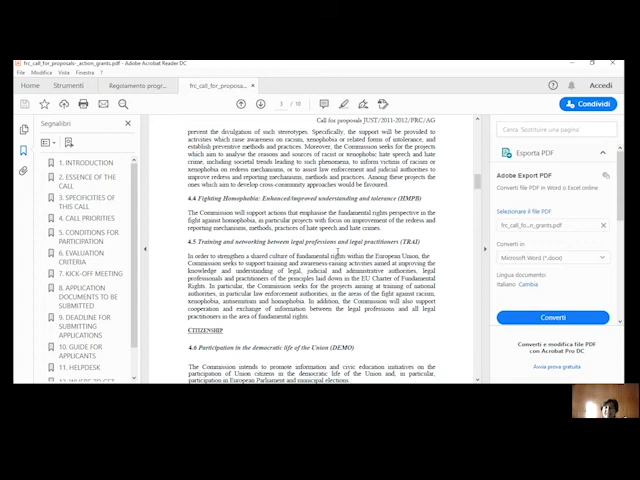 frc_call_for_proposals-_action_grants.pdf - Adobe Acrobat Reader DC
File Modifica Vista Finestra ?
Home Strumenti Regolamento progr... frc_call_for_proposa... ×
? Accedi
3 / 10
Condividi
Segnalibri ×
1. INTRODUCTION
2. ESSENCE OF THE
CALL
3. SPECIFICITIES
OF THIS CALL
4. CALL PRIORITIES
5. CONDITIONS FOR
PARTICIPATION
6. EVALUATION
CRITERIA
7. KICK-OFF MEETING
8. APPLICATION
DOCUMENTS TO BE
SUBMITTED
9. DEADLINE FOR
SUBMITTING
APPLICATIONS
10. GUIDE FOR
APPLICANTS
11. HELPDESK
12. WHERE TO GET
Call for proposals JUST/2011-2012/FRC/AG
prevent the divulgation of such stereotypes. Specifically, the support will be provided to
activities which raise awareness on racism, xenophobia or related forms of intolerance, and
establish preventive methods and practices. Moreover, the Commission seeks for the projects
which aim to analyse the reasons and sources of racist or xenophobic hate speech and hate
crime, including societal trends leading to such phenomena, to inform victims of racism or
xenophobia on redress mechanisms, or to assist law enforcement and judicial authorities to
improve redress and reporting mechanisms, methods and practices. Among these projects the
ones which aim to develop cross-community approaches would be favoured.
4.4 Fighting Homophobia: Enhanced/improved understanding and tolerance (HMPB)
The Commission will support actions that emphasise the fundamental rights perspective in the
fight against homophobia, in particular projects with focus on improvement of the redress and
reporting mechanisms, methods, practices of hate speech and hate crimes.
4.5 Training and networking between legal professions and legal practitioners (TRAI)
In order to strengthen a shared culture of fundamental rights within the European Union, the
Commission seeks to support training and awareness-raising activities aimed at improving the
knowledge and understanding of legal, judicial and administrative authorities, legal
professionals and practitioners of the principles laid down in the EU Charter of Fundamental
Rights. In particular, the Commission seeks for the projects aiming at training of national
authorities, in particular law enforcement authorities, in the areas of the fight against racism,
xenophobia, antisemitism and homophobia. In addition, the Commission will also support
cooperation and exchange of information between the legal professions and all legal
practitioners in the area of fundamental rights.
CITIZENSHIP
4.6 Participation in the democratic life of the Union (DEMO)
The Commission intends to promote information and civic education initiatives on the
participation of Union citizens in the democratic life of the Union and, in particular,
participation in European Parliament and municipal elections.
Cerca 'Sostituire una pagina'
Esporta PDF
Adobe Export PDF
Converti file PDF in Word o Excel online
Selezionare il file PDF
frc_call_fo...n_grants.pdf ×
Converti in
Microsoft Word (*.docx)
Lingua documento:
Italiano Cambia
Converti
Converti e modifica file PDF
con Acrobat Pro DC
Avvia prova gratuita